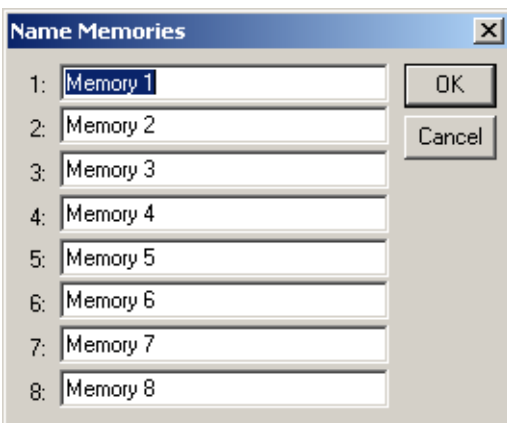 Name Memories
1: Memory 1 OK
2: Memory 2 Cancel
3: Memory 3
4: Memory 4
5: Memory 5
6: Memory 6
7: Memory 7
8: Memory 8